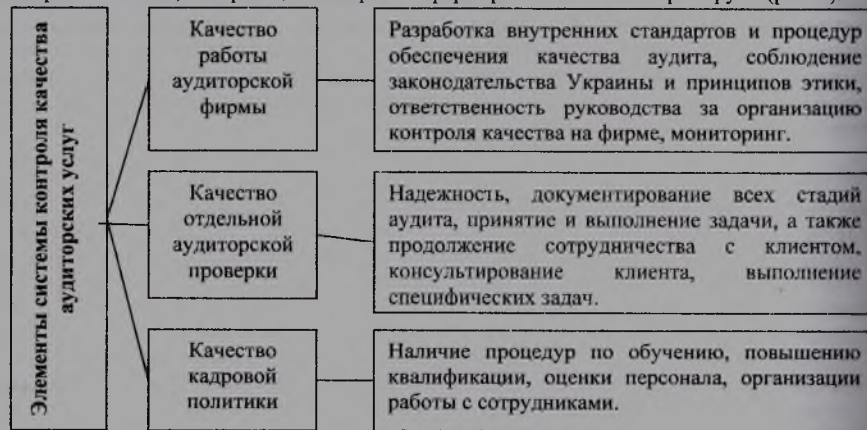 Элементы системы контроля качества
аудиторских услуг
Качество
работы
аудиторской
фирмы
Разработка внутренних стандартов и процедур
обеспечения качества аудита, соблюдение
законодательства Украины и принципов этики,
ответственность руководства за организацию
контроля качества на фирме, мониторинг.
Качество
отдельной
аудиторской
проверки
Надежность, документирование всех стадий
аудита, принятие и выполнение задачи, а также
продолжение сотрудничества с клиентом,
консультирование клиента, выполнение
специфических задач.
Качество
кадровой
политики
Наличие процедур по обучению, повышению
квалификации, оценки персонала, организации
работы с сотрудниками.